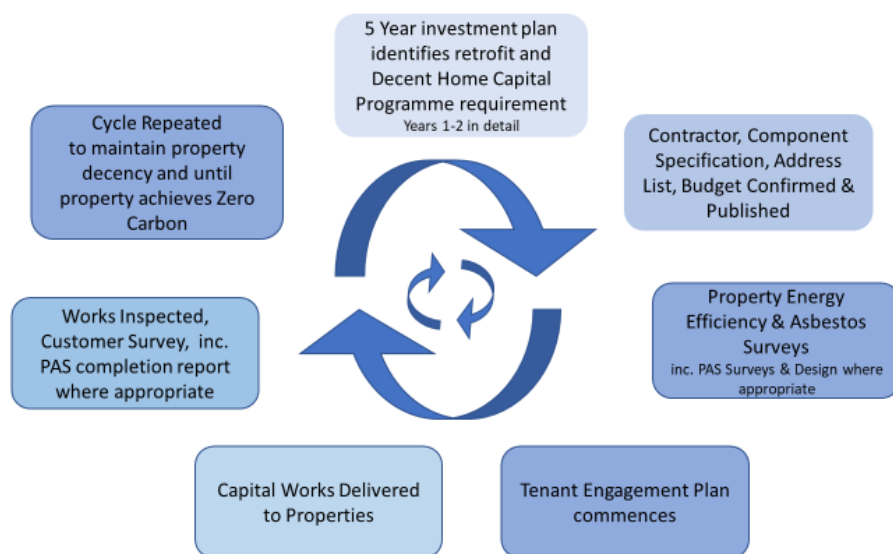 5 Year investment plan
identifies retrofit and
Decent Home Capital
Programme requirement
Years 1-2 in detail
Contractor, Component
Specification, Address
List, Budget Confirmed &
Published
Property Energy
Efficiency & Asbestos
Surveys
inc. PAS Surveys & Design where
appropriate
Tenant Engagement Plan
commences
Capital Works Delivered
to Properties
Works Inspected,
Customer Survey,  inc.
PAS completion report
where appropriate
Cycle Repeated
to maintain property
decency and until
property achieves Zero
Carbon